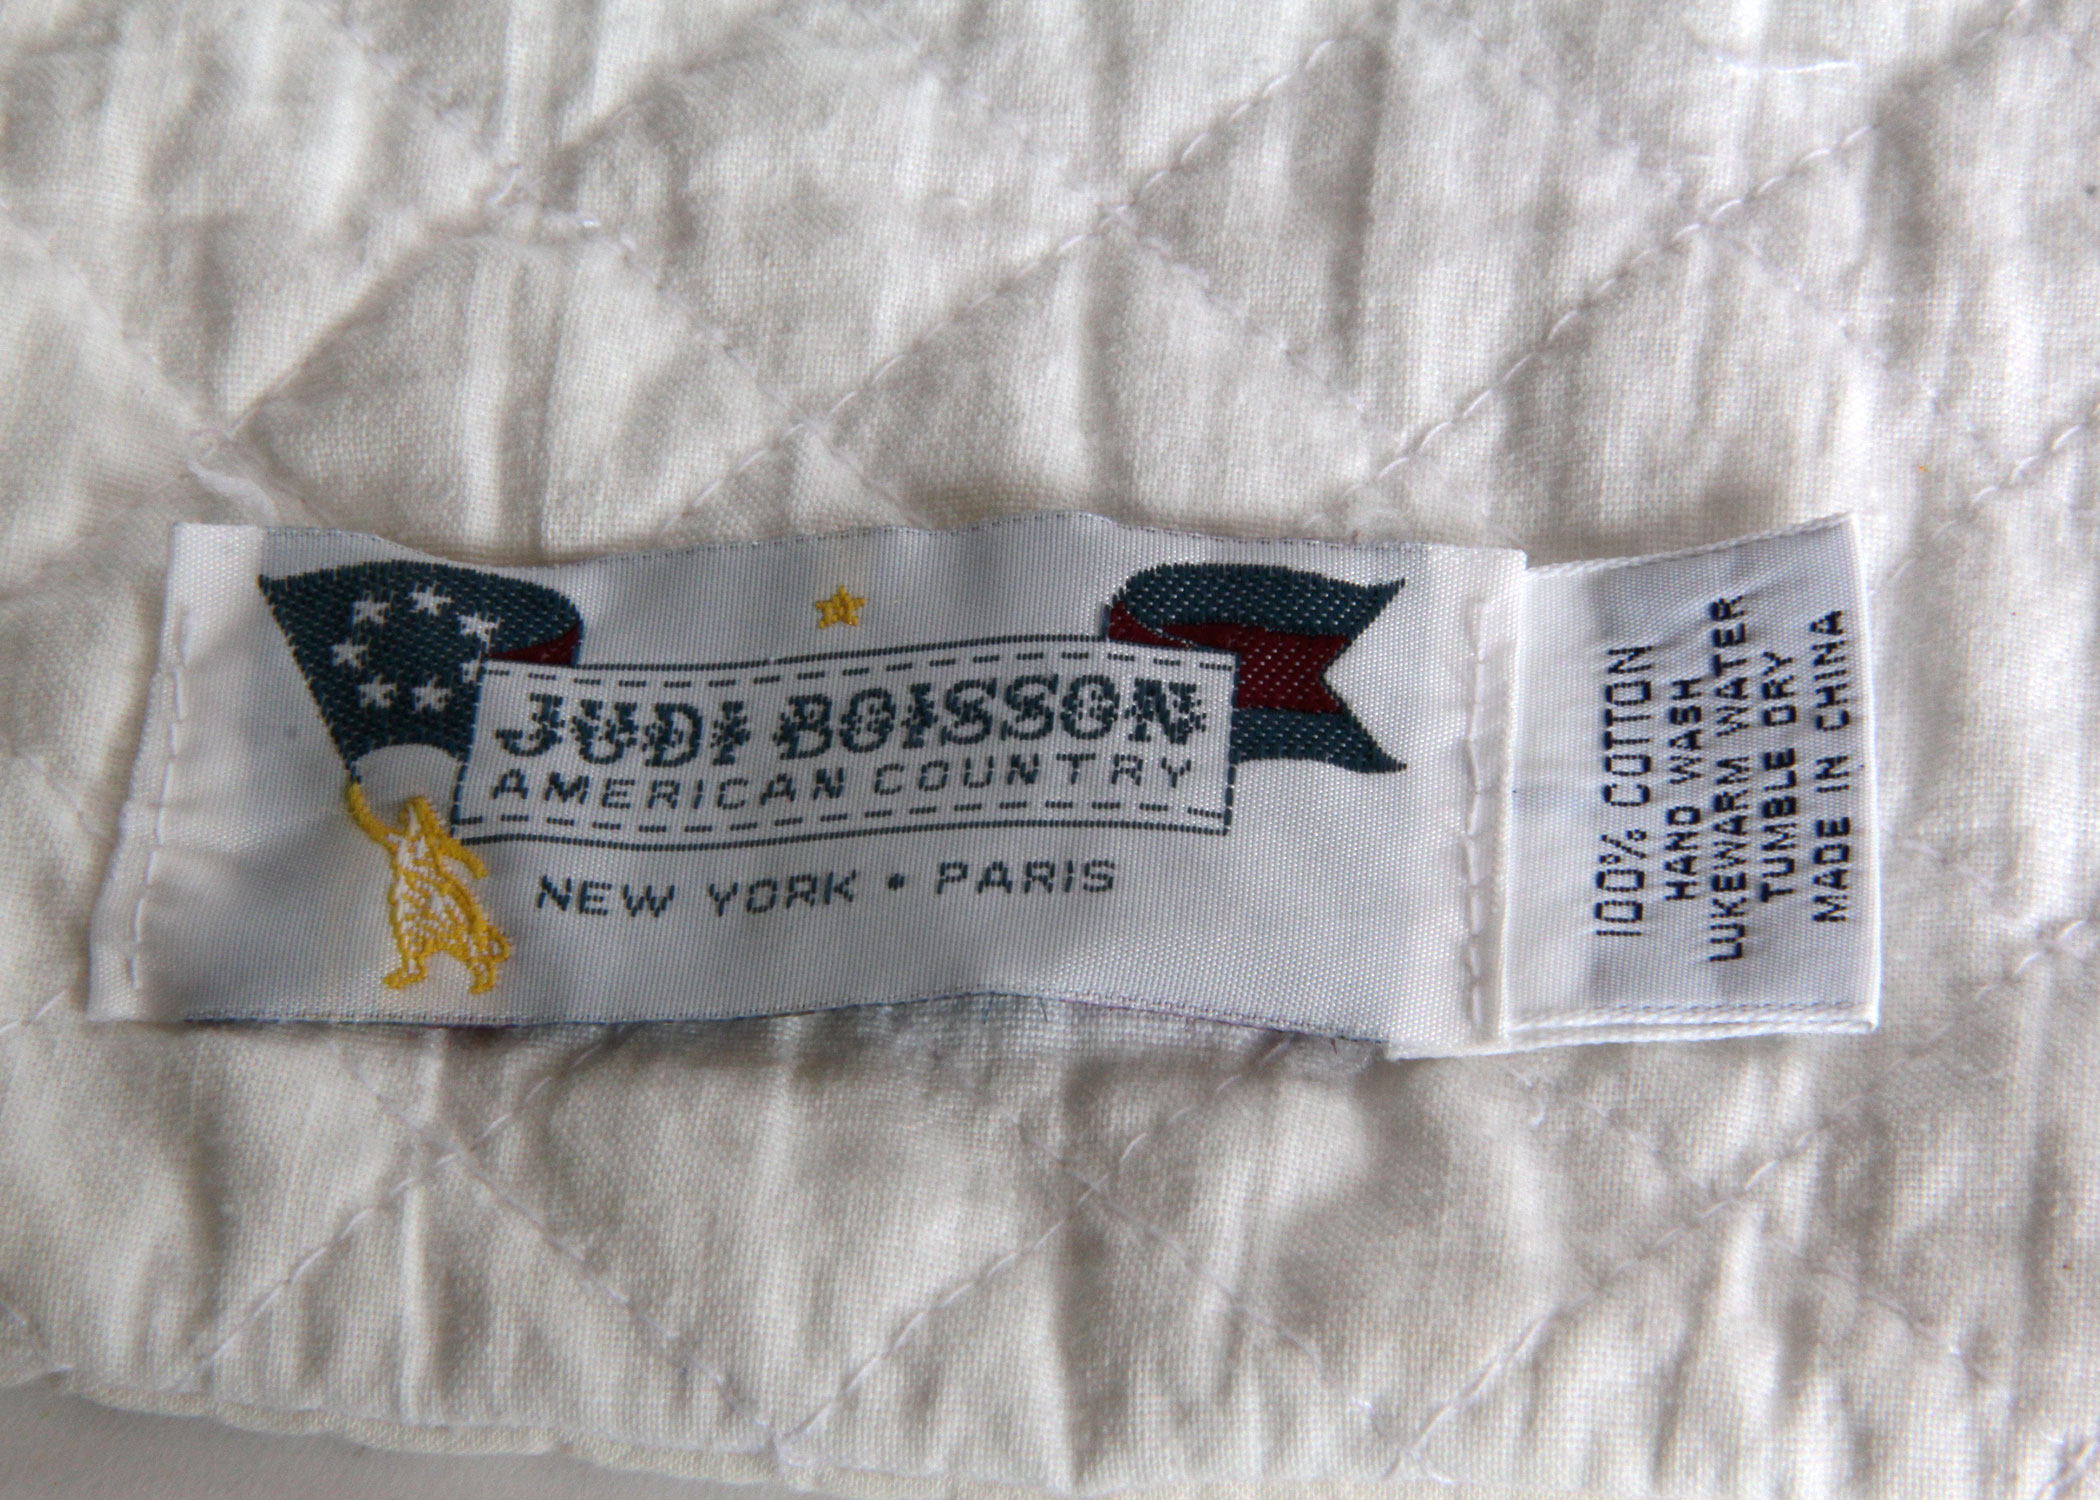 JUDI BOISSON
AMERICAN COUNTRY
NEW YORK • PARIS
100% COTTON
HAND WASH
LUKEWARM WATER
TUMBLE DRY
MADE IN CHINA